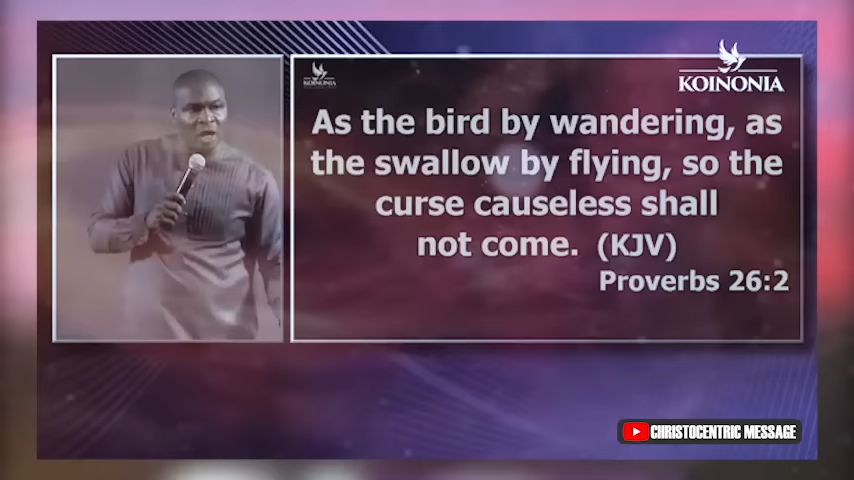 KOINONIA
KOINONIA
As the bird by wandering, as
the swallow by flying, so the
curse causeless shall
not come. (KJV)
Proverbs 26:2
CHRISTOCENTRIC MESSAGE